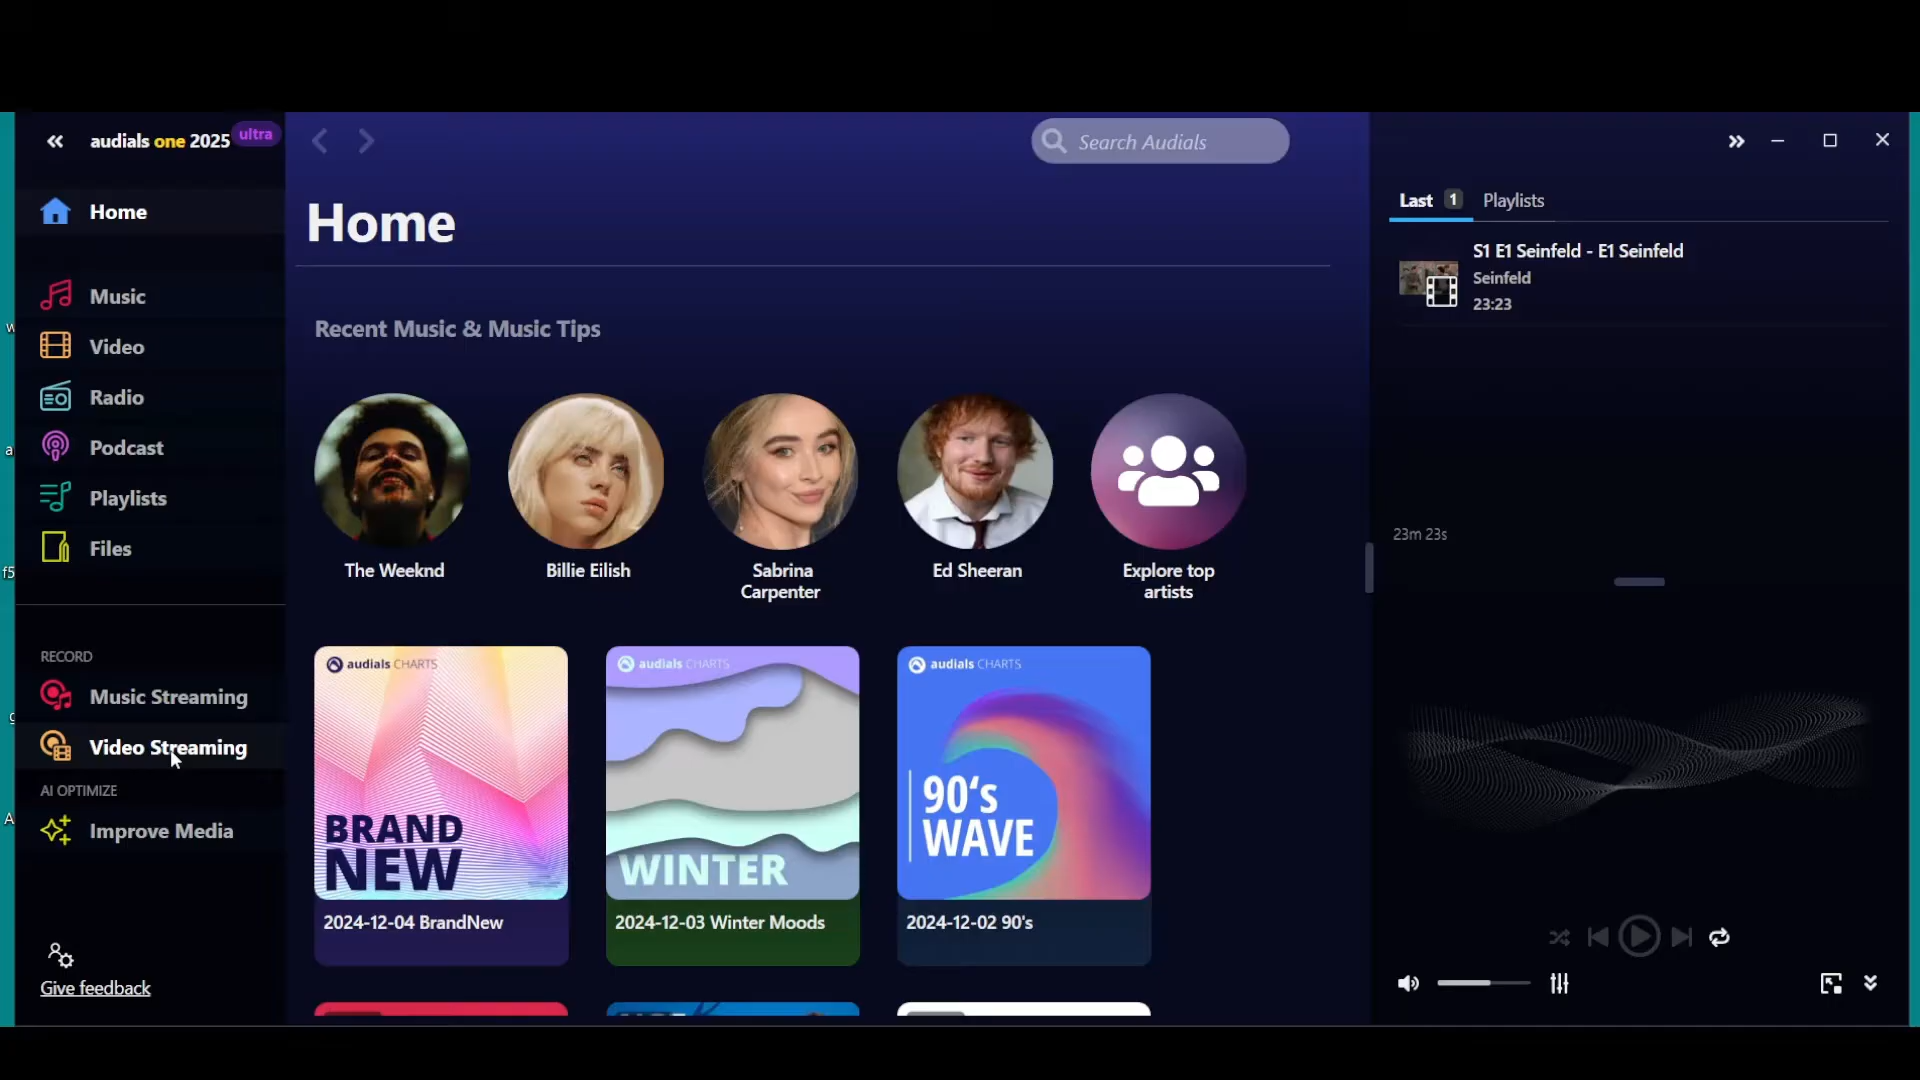 audials one 2025 ultra
Search Audials
Home
Music
Video
Radio
Podcast
Playlists
Files
RECORD
Music Streaming
Video Streaming
AI OPTIMIZE
Improve Media
Give feedback
Home
Recent Music & Music Tips
The Weeknd
Billie Eilish
Sabrina
Carpenter
Ed Sheeran
Explore top
artists
audials CHARTS
BRAND
NEW
2024-12-04 BrandNew
audials CHARTS
WINTER
2024-12-03 Winter Moods
audials CHARTS
90's
WAVE
2024-12-02 90's
Last 1 Playlists
S1 E1 Seinfeld - E1 Seinfeld
Seinfeld
23:23
23m 23s